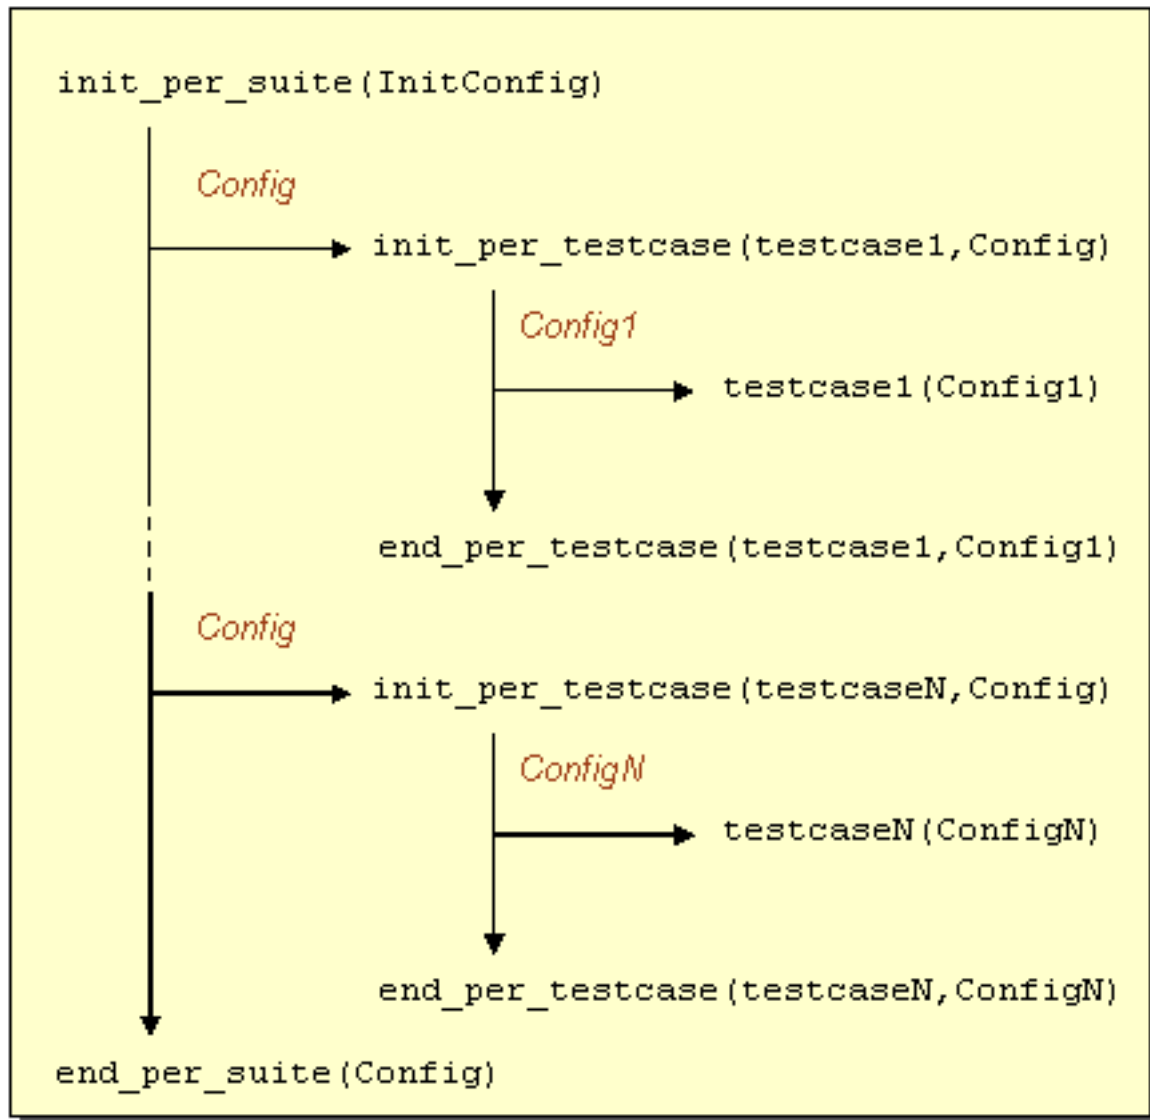 init_per_suite(InitConfig)
Config
init_per_testcase(testcase1,Config)
Config1
testcase1(Config1)
end_per_testcase(testcase1,Config1)
Config
init_per_testcase(testcaseN,Config)
ConfigN
testcaseN(ConfigN)
end_per_testcase(testcaseN,ConfigN)
end_per_suite(Config)